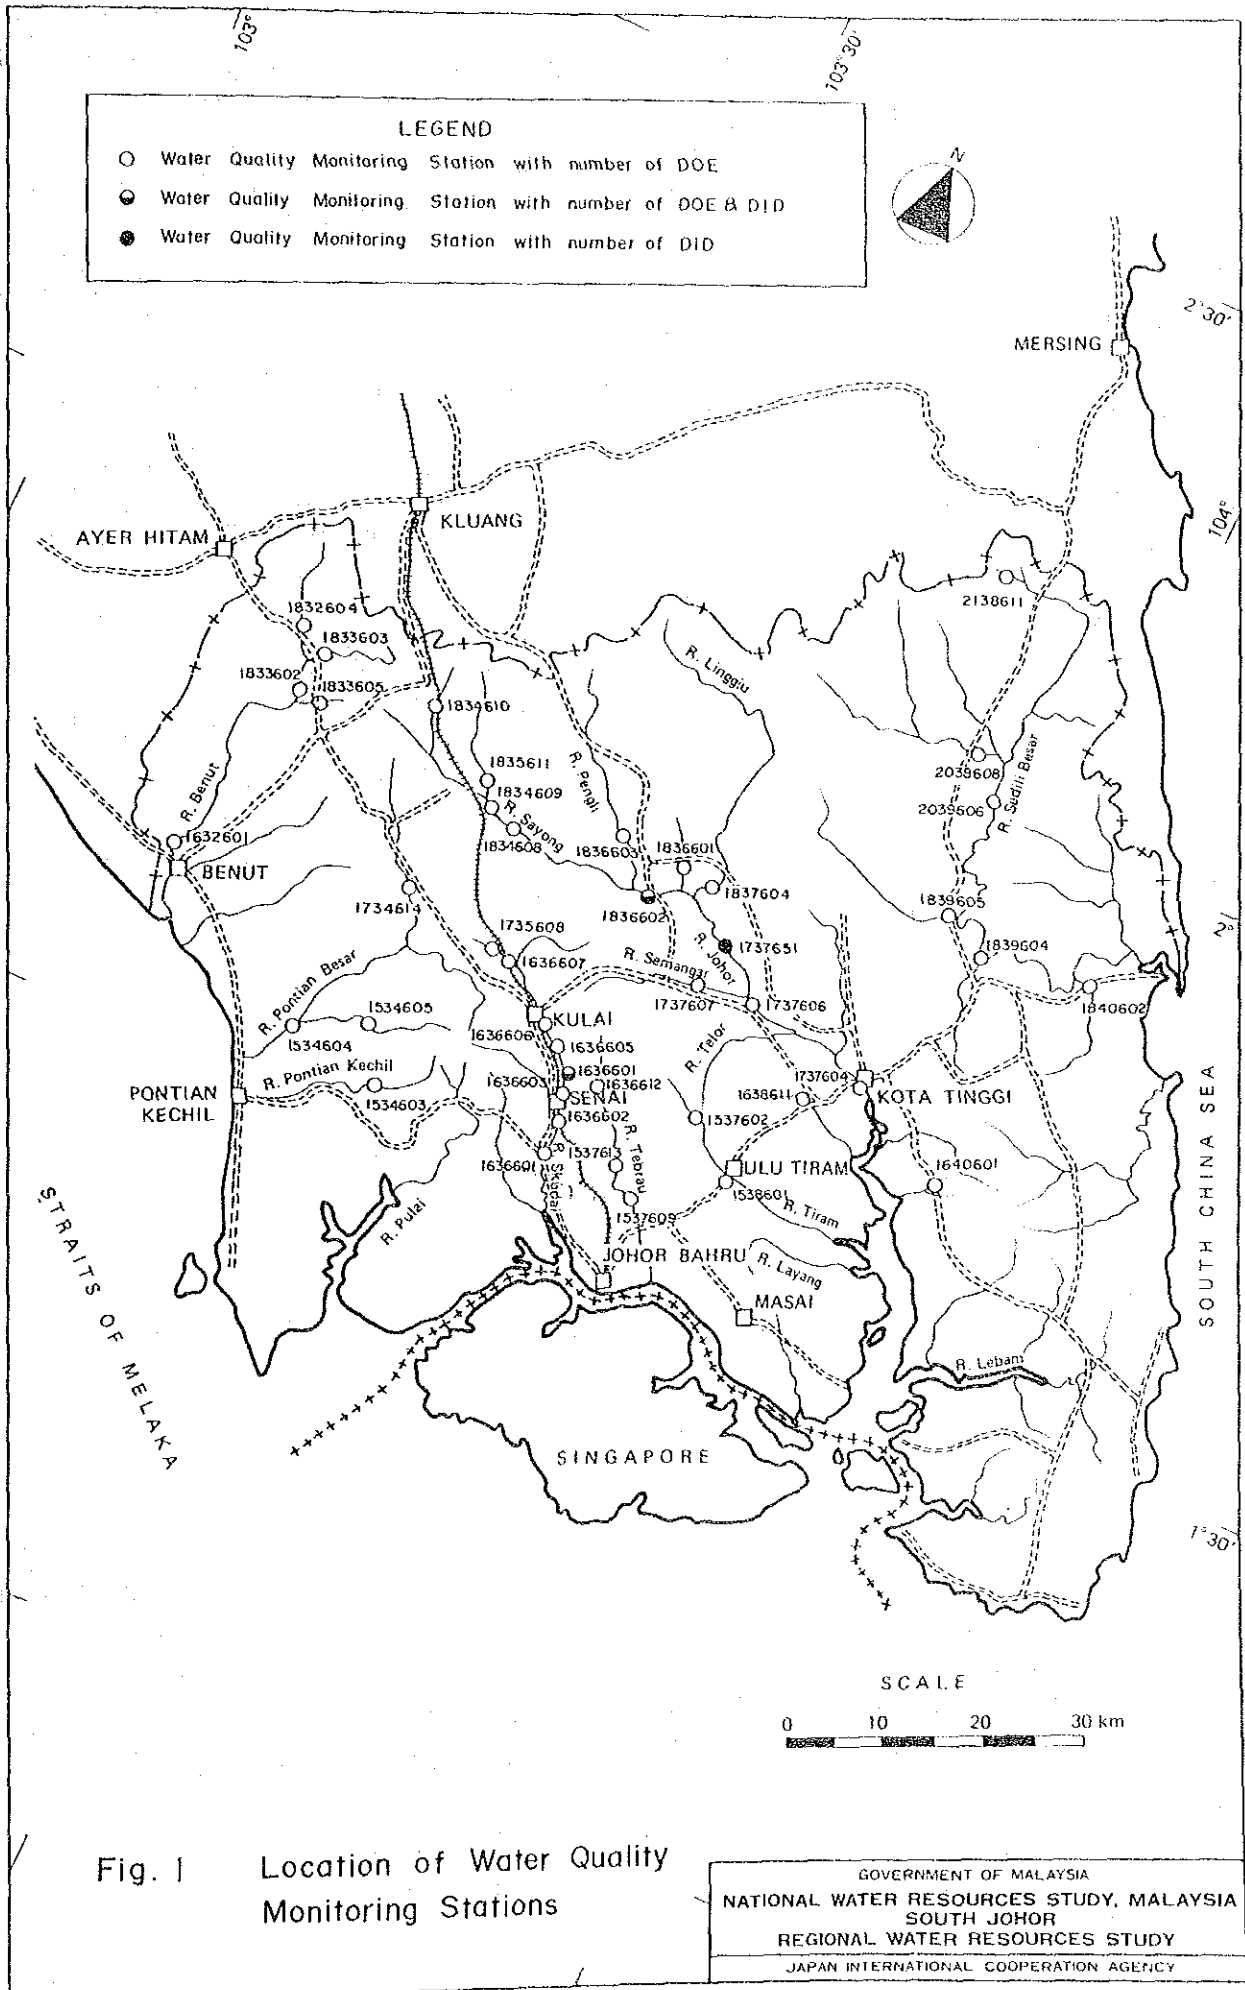 103°
103°30'
LEGEND
Water Quality Monitoring Station with number of DOE
Water Quality Monitoring Station with number of DOE & DID
Water Quality Monitoring Station with number of DID
N
2°30'
MERSING
KLUANG
AYER HITAM
104°
2138611
1832604
1833603
R. Linggiu
1833602
1833605
1834610
2039608
R. Sedili Besar
1835611
R. Pengli
1834609
2039606
R. Benut
R. Sayong
1632601
1834608
1836603
1836601
BENUT
1837604
1734614
1836602
1839605
2°
1735608
R. Johor
1737651
1839604
1636607
R. Semangar
R. Pontian Besar
1737607
1737606
1840602
1534605
KULAI
1534604
1636606
1636605
R. Telor
R. Pontian Kechil
1636601
1737604
PONTIAN
KECHIL
1636603
1636612
1638611
KOTA TINGGI
SENAI
1534603
1636602
1537602
SOUTH CHINA SEA
R. Tebrau
1636601
1537613
ULU TIRAM
1640601
R. Skudai
1538601
STRAITS OF MELAKA
R. Pulai
1537609
R. Tiram
JOHOR BAHRU
R. Layang
MASAI
R. Lebam
SINGAPORE
1°30'
SCALE
0 10 20 30 km
Fig. 1 Location of Water Quality
Monitoring Stations
GOVERNMENT OF MALAYSIA
NATIONAL WATER RESOURCES STUDY, MALAYSIA
SOUTH JOHOR
REGIONAL WATER RESOURCES STUDY
JAPAN INTERNATIONAL COOPERATION AGENCY